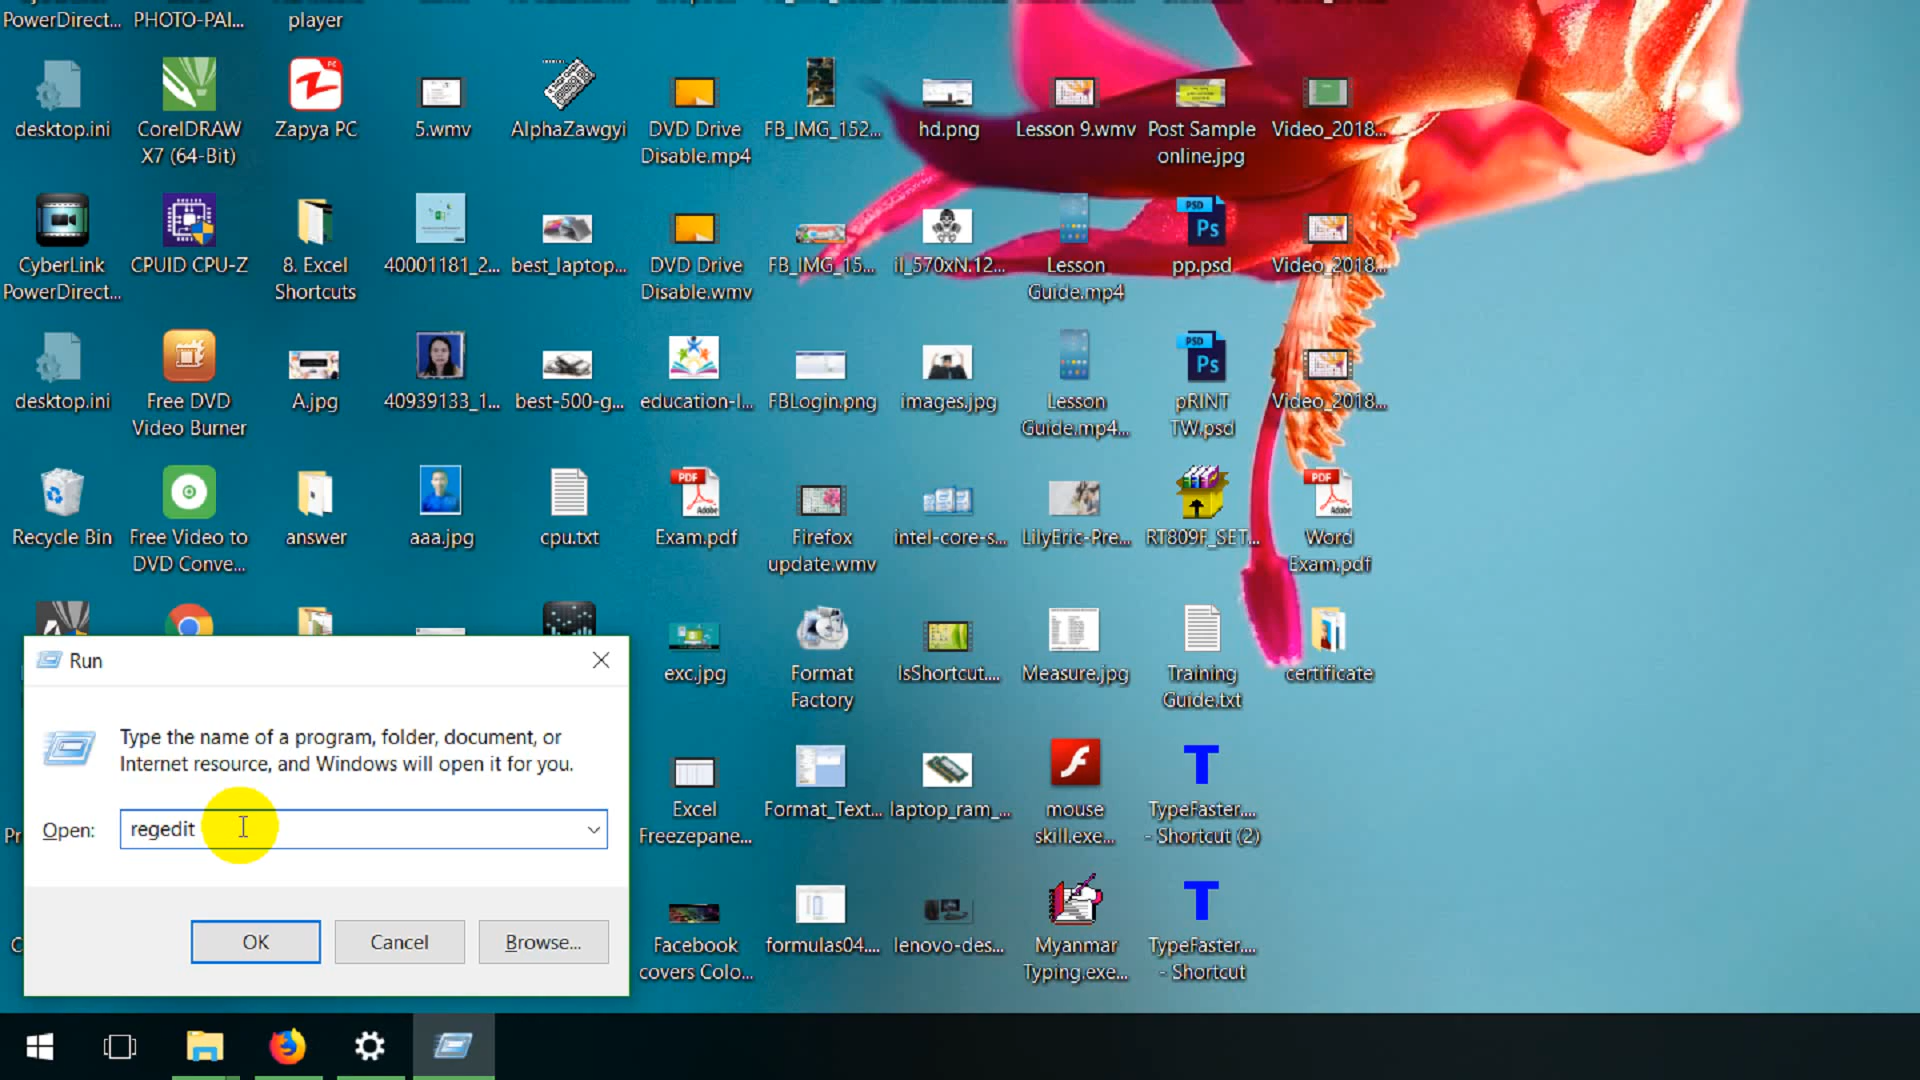 PowerDirect... PHOTO-PAI... player
desktop.ini CorelDRAW X7 (64-Bit) Zapya PC 5.wmv AlphaZawgyi DVD Drive Disable.mp4 FB_IMG_152... hd.png Lesson 9.wmv Post Sample online.jpg Video_2018...
CyberLink PowerDirect... CPUID CPU-Z 8. Excel Shortcuts 40001181_2... best_laptop... DVD Drive Disable.wmv FB_IMG_15... il_570xN.12... Lesson Guide.mp4 pp.psd Video_2018...
desktop.ini Free DVD Video Burner A.jpg 40939133_1... best-500-g... education-l... FBLogin.png images.jpg Lesson Guide.mp4... pRINT TW.psd Video_2018...
Recycle Bin Free Video to DVD Conve... answer aaa.jpg cpu.txt Exam.pdf Firefox update.wmv intel-core-s... LilyEric-Pre... RT809F_SET... Word Exam.pdf
exc.jpg Format Factory IsShortcut.... Measure.jpg Training Guide.txt certificate
Excel Freezepane... Format_Text... laptop_ram_... mouse skill.exe... TypeFaster.... - Shortcut (2)
Facebook covers Colo... formulas04.... lenovo-des... Myanmar Typing.exe... TypeFaster.... - Shortcut
Run
Type the name of a program, folder, document, or
Internet resource, and Windows will open it for you.
Open: regedit
OK Cancel Browse...